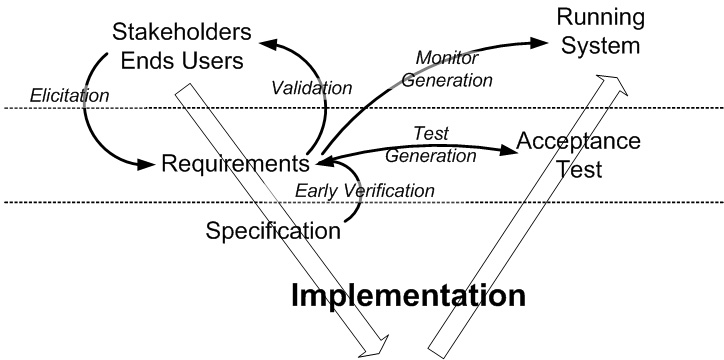 Stakeholders
Ends Users
Running
System
Monitor
Generation
Elicitation
Validation
Requirements
Test
Generation
Acceptance
Test
Early Verification
Specification
Implementation